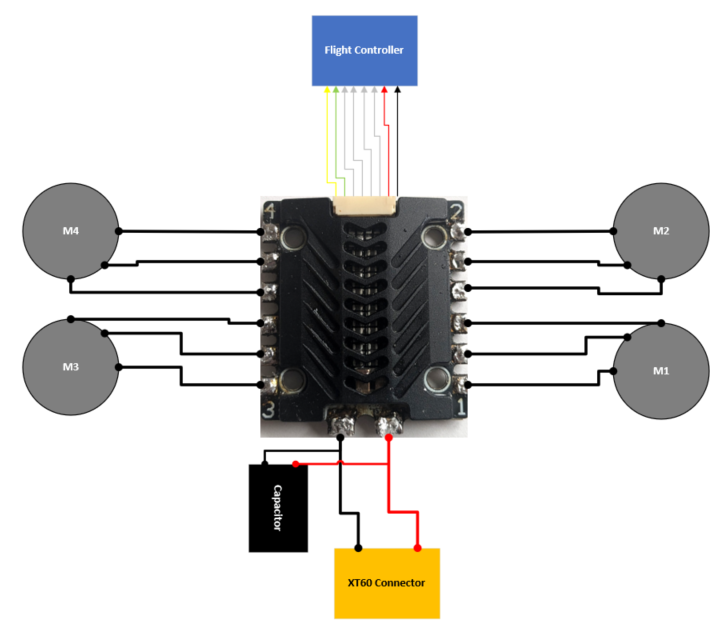 Flight Controller
4
2
M4
M2
M3
M1
3
1
Capacitor
XT60 Connector